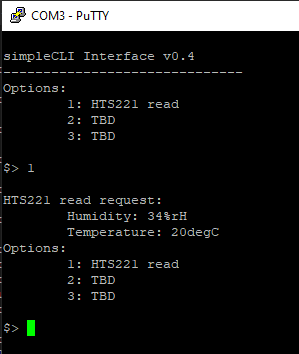 COM3 - PuTTY
simpleCLI Interface v0.4
------------------------------
Options:
1: HTS221 read
2: TBD
3: TBD
$> 1
HTS221 read request:
Humidity: 34%rH
Temperature: 20degC
Options:
1: HTS221 read
2: TBD
3: TBD
$>